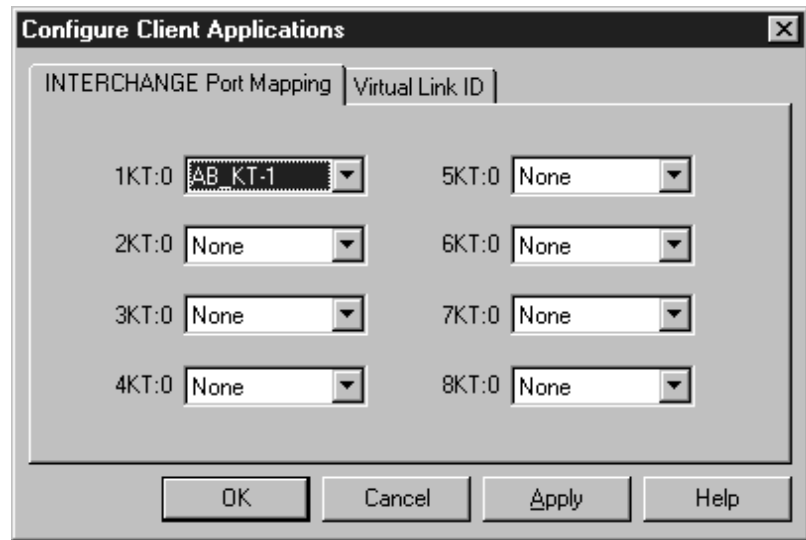 Configure Client Applications
INTERCHANGE Port Mapping
Virtual Link ID
1KT:0 AB_KT-1
5KT:0 None
2KT:0 None
6KT:0 None
3KT:0 None
7KT:0 None
4KT:0 None
8KT:0 None
OK
Cancel
Apply
Help